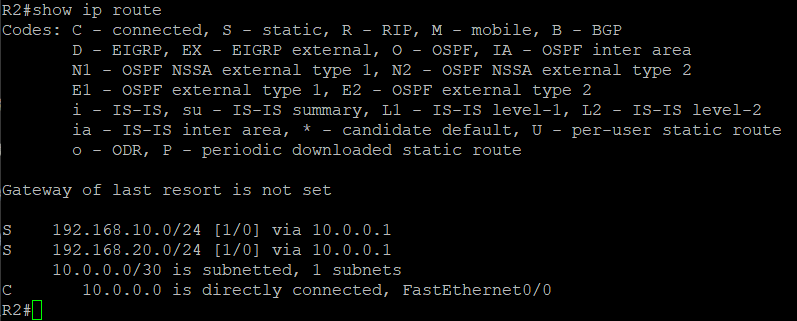 R2#show ip route
Codes: C - connected, S - static, R - RIP, M - mobile, B - BGP
       D - EIGRP, EX - EIGRP external, O - OSPF, IA - OSPF inter area
       N1 - OSPF NSSA external type 1, N2 - OSPF NSSA external type 2
       E1 - OSPF external type 1, E2 - OSPF external type 2
       i - IS-IS, su - IS-IS summary, L1 - IS-IS level-1, L2 - IS-IS level-2
       ia - IS-IS inter area, * - candidate default, U - per-user static route
       o - ODR, P - periodic downloaded static route
Gateway of last resort is not set
S    192.168.10.0/24 [1/0] via 10.0.0.1
S    192.168.20.0/24 [1/0] via 10.0.0.1
     10.0.0.0/30 is subnetted, 1 subnets
C       10.0.0.0 is directly connected, FastEthernet0/0
R2#